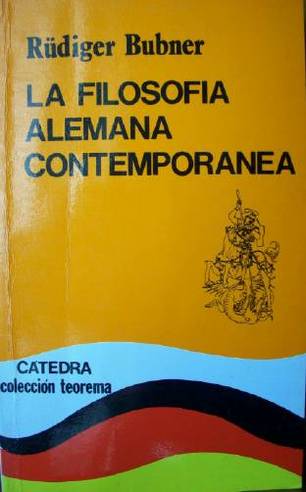 Rüdiger Bubner
LA FILOSOFIA
ALEMANA
CONTEMPORANEA
CATEDRA
colección teorema